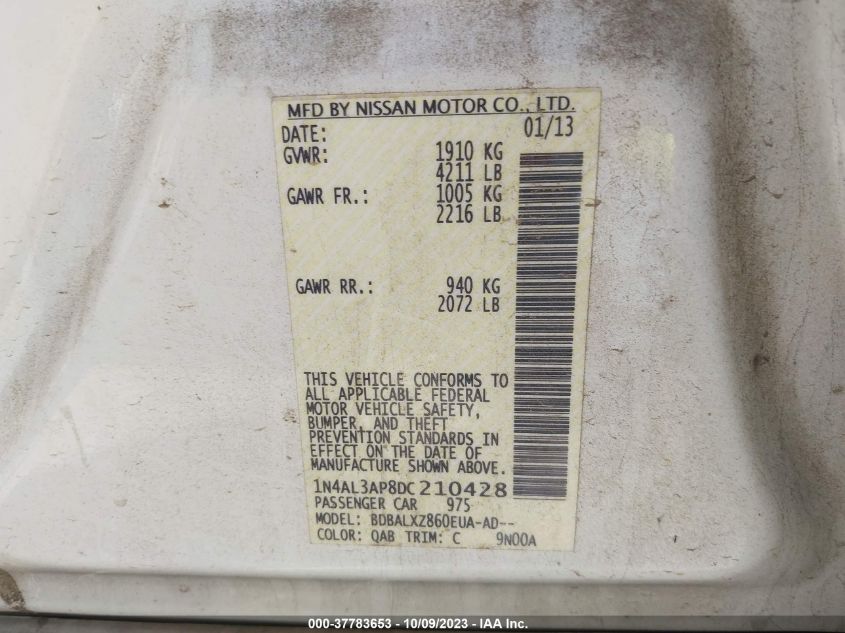 MFD BY NISSAN MOTOR CO., LTD.
DATE: 01/13
GVWR: 1910 KG
4211 LB
GAWR FR.: 1005 KG
2216 LB
GAWR RR.: 940 KG
2072 LB
THIS VEHICLE CONFORMS TO
ALL APPLICABLE FEDERAL
MOTOR VEHICLE SAFETY,
BUMPER, AND THEFT
PREVENTION STANDARDS IN
EFFECT ON THE DATE OF
MANUFACTURE SHOWN ABOVE.
1N4AL3AP8DC210428
PASSENGER CAR 975
MODEL: BDBALXZ860EUA-AD--
COLOR: QAB TRIM: C 9N00A
000-37783653 - 10/09/2023 - IAA Inc.